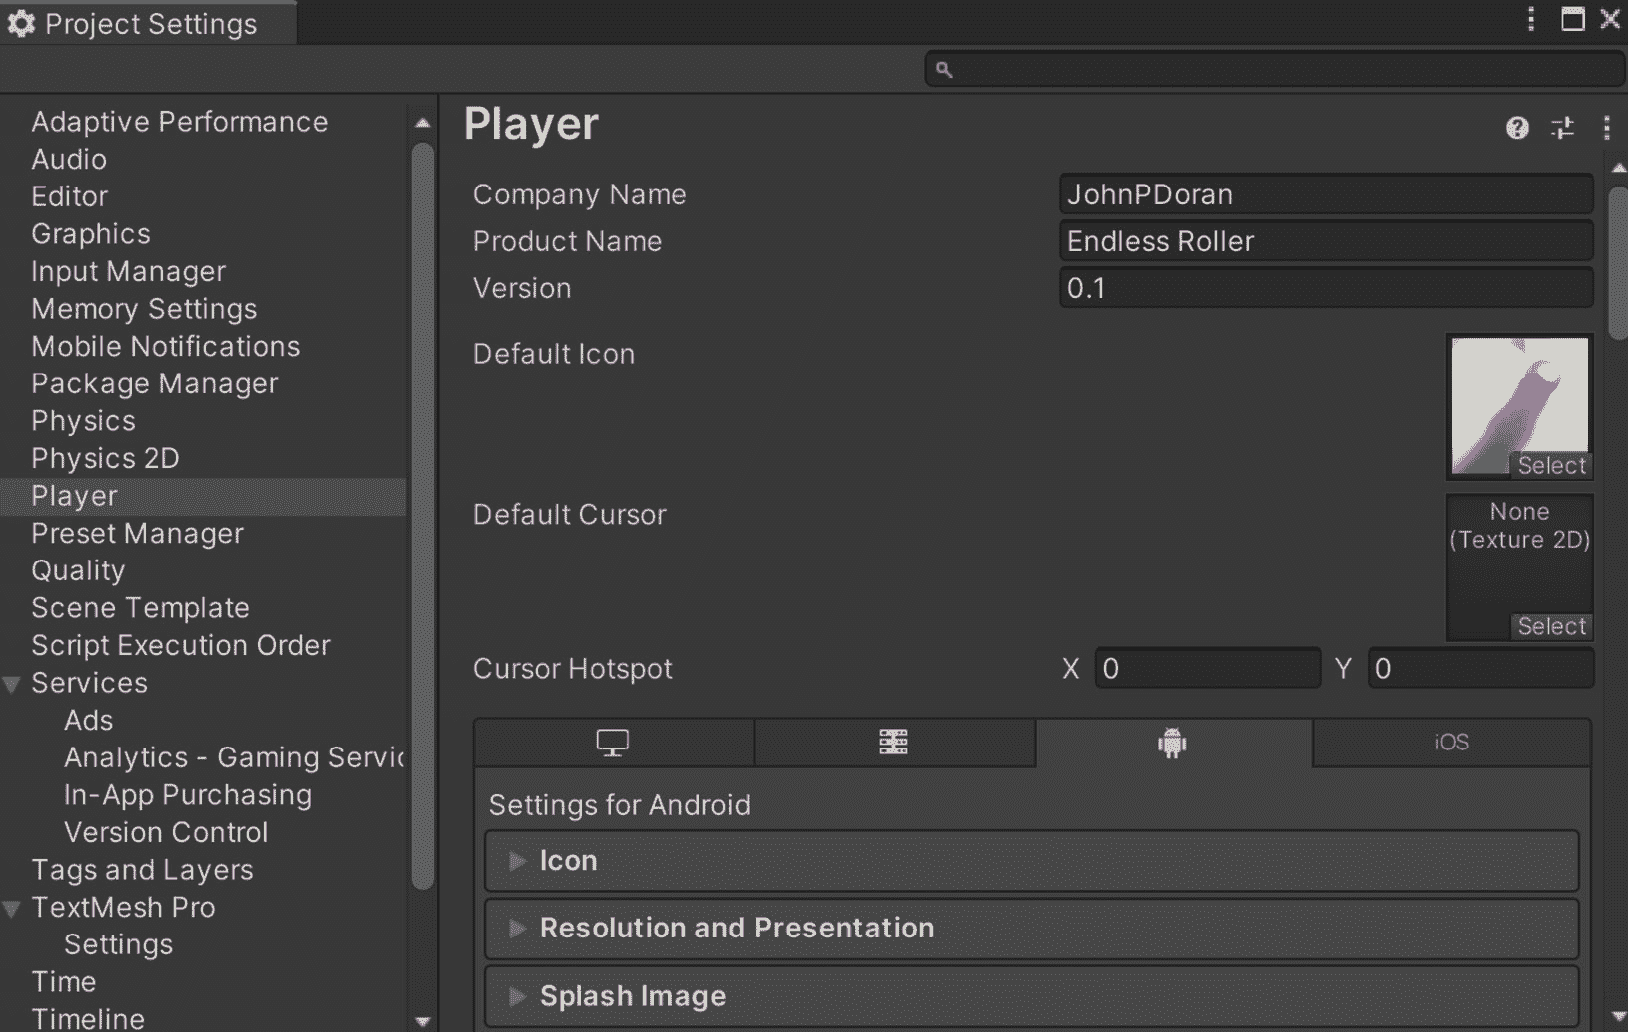 Project Settings
Adaptive Performance
Audio
Editor
Graphics
Input Manager
Memory Settings
Mobile Notifications
Package Manager
Physics
Physics 2D
Player
Preset Manager
Quality
Scene Template
Script Execution Order
Services
Ads
Analytics - Gaming Servic
In-App Purchasing
Version Control
Tags and Layers
TextMesh Pro
Settings
Time
Timeline
Player
Company Name JohnPDoran
Product Name Endless Roller
Version 0.1
Default Icon
Select
Default Cursor
None
(Texture 2D)
Select
Cursor Hotspot X 0 Y 0
iOS
Settings for Android
Icon
Resolution and Presentation
Splash Image